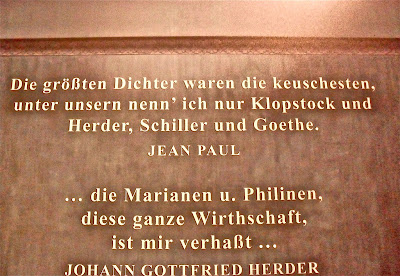 Die größten Dichter waren die keuschesten,
unter unsern nenn' ich nur Klopstock und
Herder, Schiller und Goethe.
JEAN PAUL
... die Marianen u. Philinen,
diese ganze Wirthschaft,
ist mir verhaßt ...
JOHANN GOTTFRIED HERDER